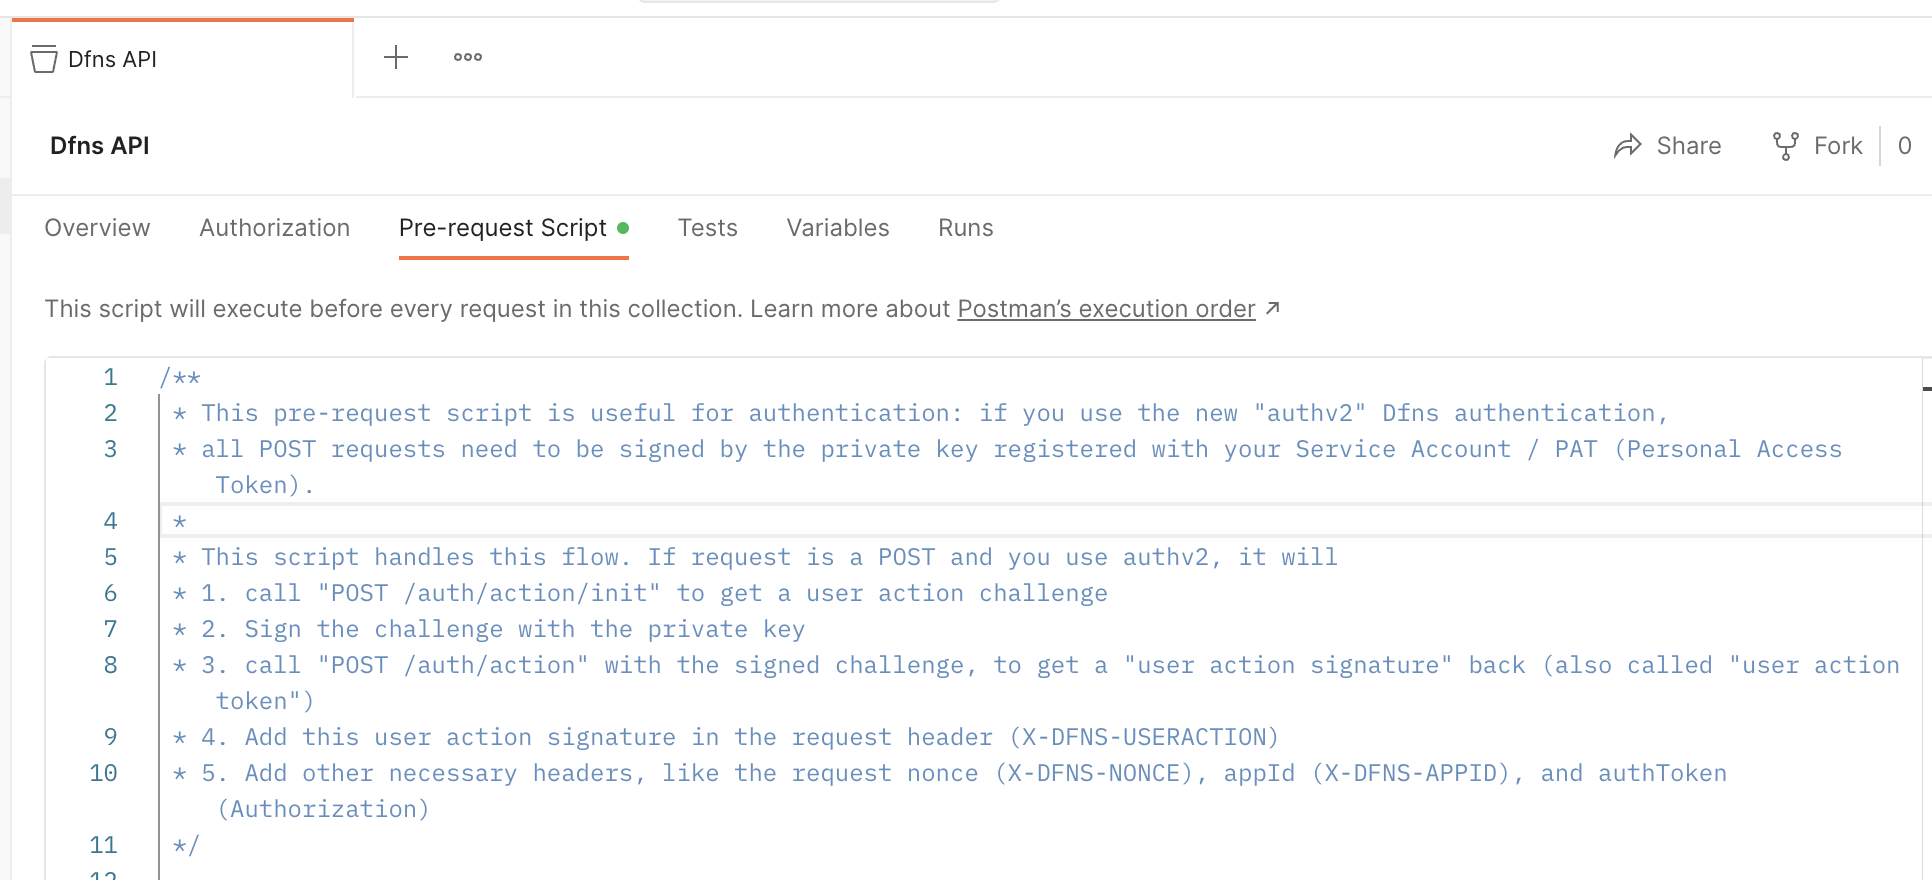 Dfns API
Dfns API
Share
Fork
0
Overview
Authorization
Pre-request Script
Tests
Variables
Runs
This script will execute before every request in this collection. Learn more about Postman’s execution order ↗
1 /**
2 * This pre-request script is useful for authentication: if you use the new "authv2" Dfns authentication,
3 * all POST requests need to be signed by the private key registered with your Service Account / PAT (Personal Access
Token).
4 *
5 * This script handles this flow. If request is a POST and you use authv2, it will
6 * 1. call "POST /auth/action/init" to get a user action challenge
7 * 2. Sign the challenge with the private key
8 * 3. call "POST /auth/action" with the signed challenge, to get a "user action signature" back (also called "user action
token")
9 * 4. Add this user action signature in the request header (X-DFNS-USERACTION)
10 * 5. Add other necessary headers, like the request nonce (X-DFNS-NONCE), appId (X-DFNS-APPID), and authToken
(Authorization)
11 */
12